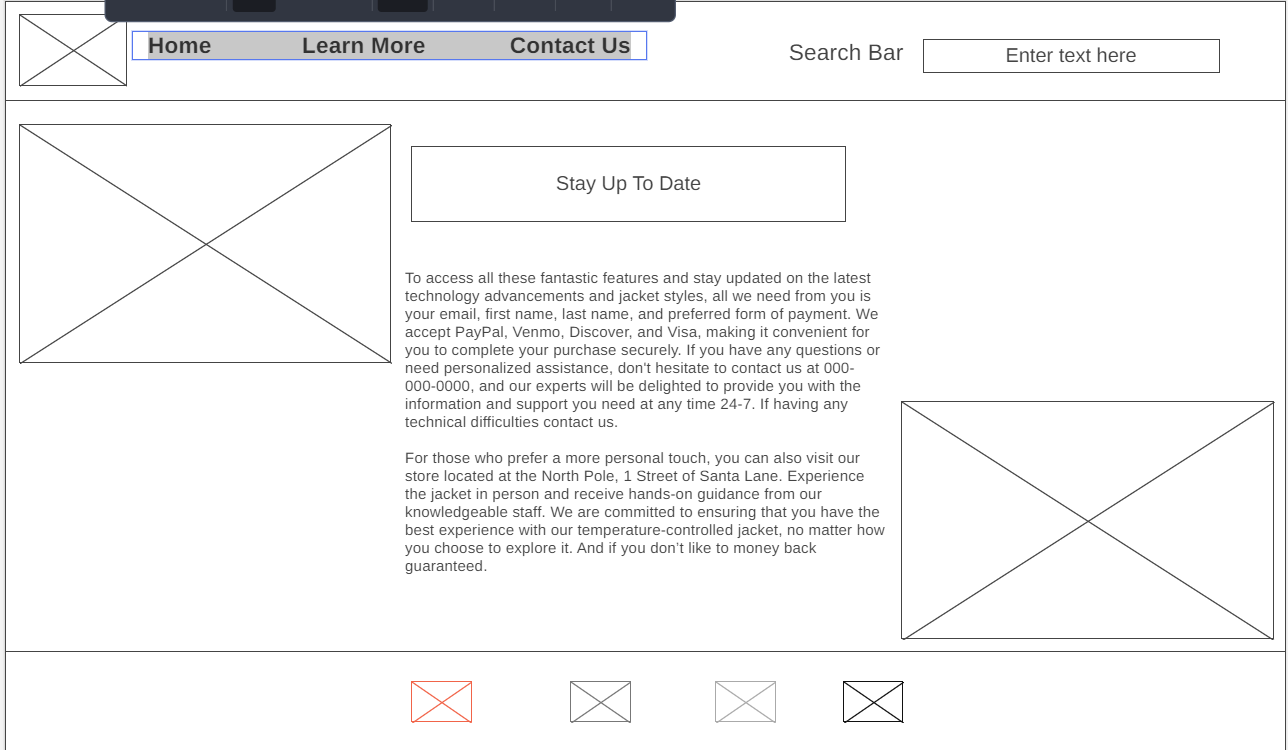 Home Learn More Contact Us
Search Bar Enter text here
Stay Up To Date
To access all these fantastic features and stay updated on the latest
technology advancements and jacket styles, all we need from you is
your email, first name, last name, and preferred form of payment. We
accept PayPal, Venmo, Discover, and Visa, making it convenient for
you to complete your purchase securely. If you have any questions or
need personalized assistance, don't hesitate to contact us at 000-
000-0000, and our experts will be delighted to provide you with the
information and support you need at any time 24-7. If having any
technical difficulties contact us.
For those who prefer a more personal touch, you can also visit our
store located at the North Pole, 1 Street of Santa Lane. Experience
the jacket in person and receive hands-on guidance from our
knowledgeable staff. We are committed to ensuring that you have the
best experience with our temperature-controlled jacket, no matter how
you choose to explore it. And if you don’t like to money back
guaranteed.